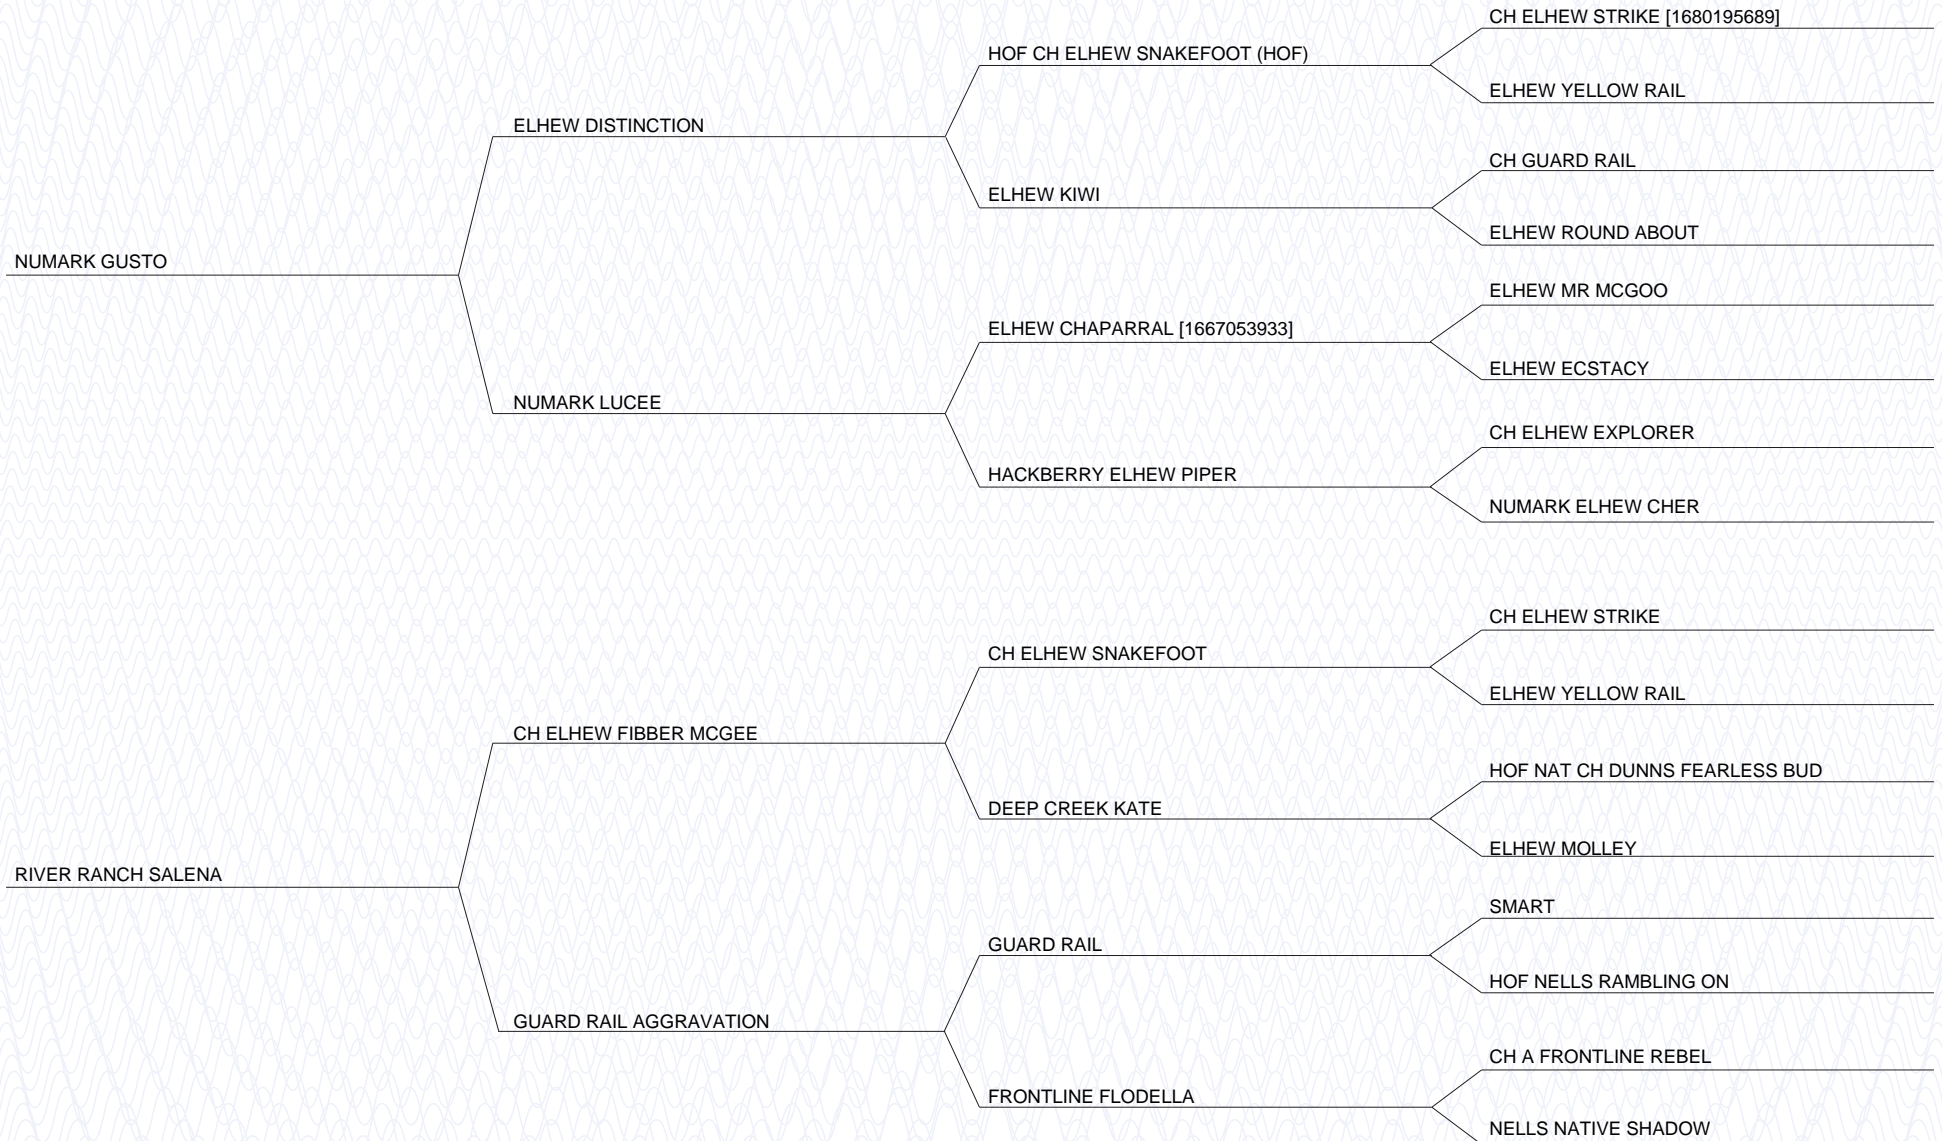 CH ELHEW STRIKE [1680195689]
HOF CH ELHEW SNAKEFOOT (HOF)
ELHEW YELLOW RAIL
ELHEW DISTINCTION
CH GUARD RAIL
ELHEW KIWI
ELHEW ROUND ABOUT
NUMARK GUSTO
ELHEW MR MCGOO
ELHEW CHAPARRAL [1667053933]
ELHEW ECSTACY
NUMARK LUCEE
CH ELHEW EXPLORER
HACKBERRY ELHEW PIPER
NUMARK ELHEW CHER
CH ELHEW STRIKE
CH ELHEW SNAKEFOOT
ELHEW YELLOW RAIL
CH ELHEW FIBBER MCGEE
HOF NAT CH DUNNS FEARLESS BUD
DEEP CREEK KATE
ELHEW MOLLEY
RIVER RANCH SALENA
SMART
GUARD RAIL
HOF NELLS RAMBLING ON
GUARD RAIL AGGRAVATION
CH A FRONTLINE REBEL
FRONTLINE FLODELLA
NELLS NATIVE SHADOW